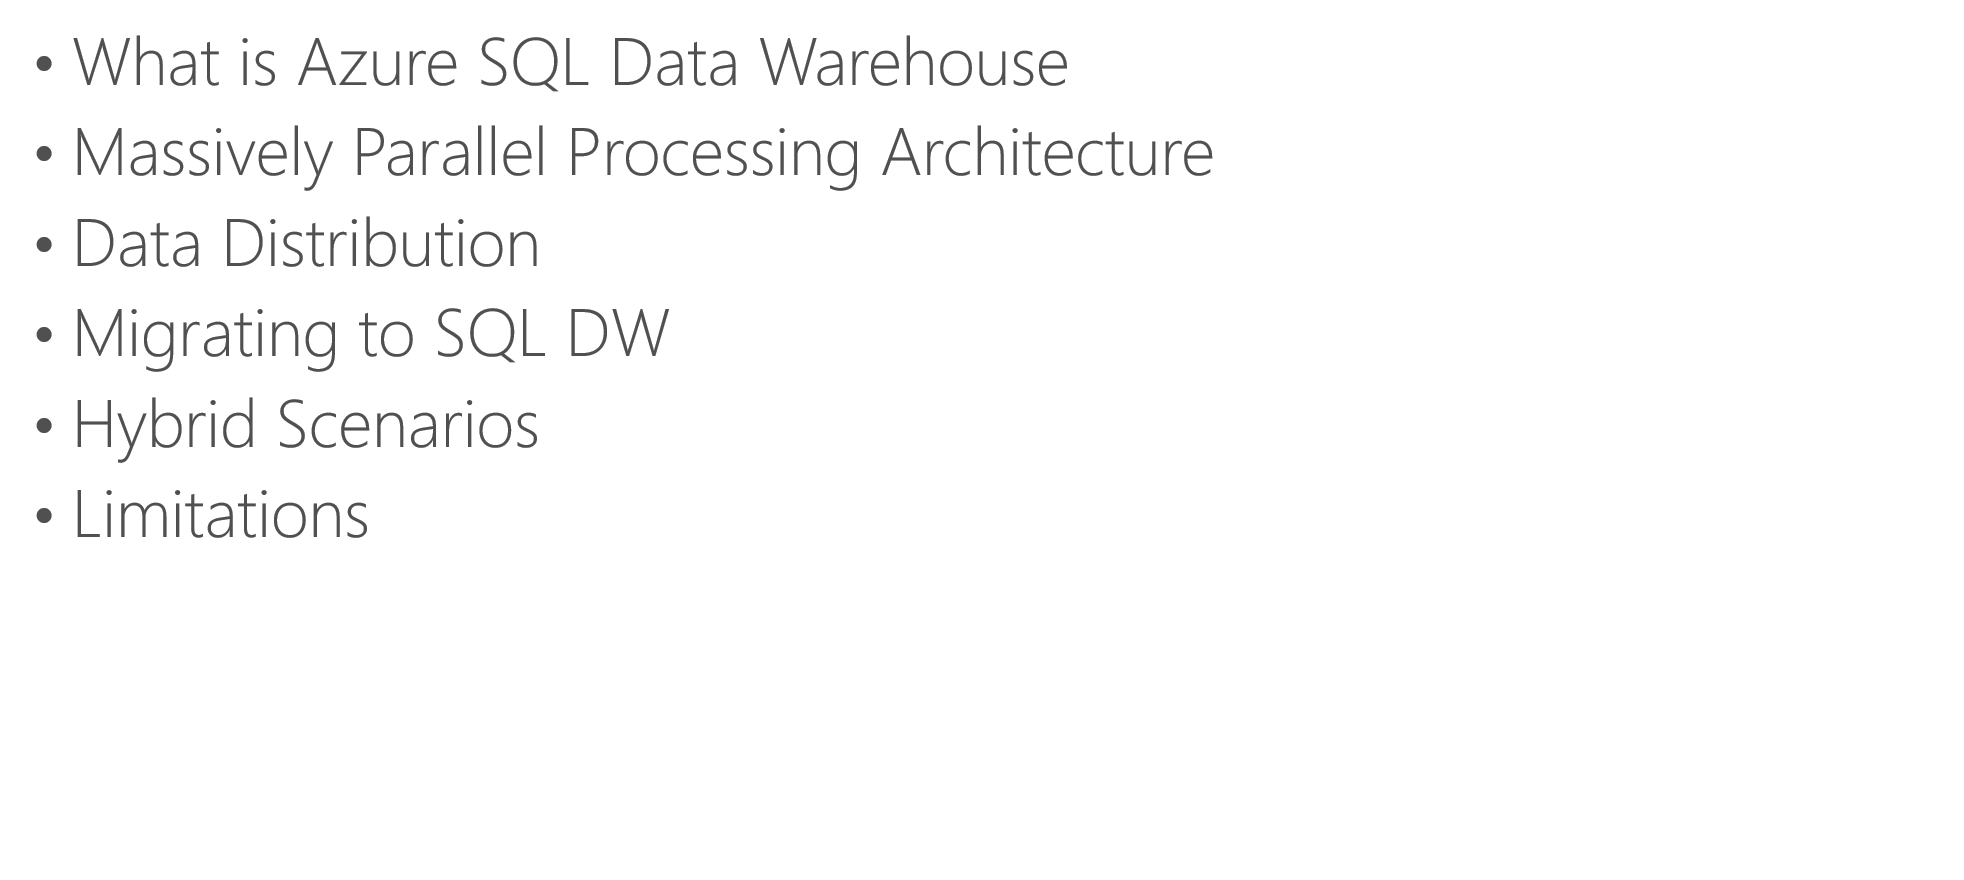 • What is Azure SQL Data Warehouse
• Massively Parallel Processing Architecture
• Data Distribution
• Migrating to SQL DW
• Hybrid Scenarios
• Limitations